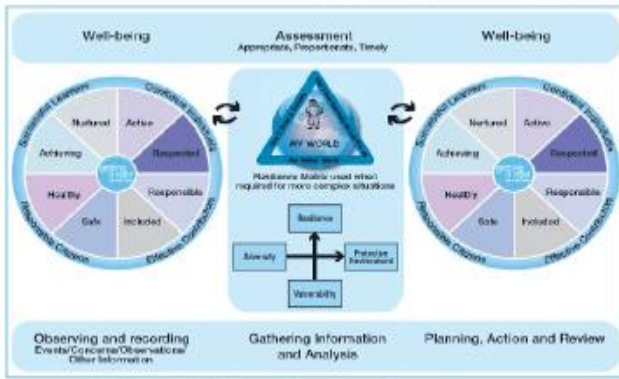 Well-being
Assessment
Appropriate, Proportionate, Timely
Well-being
Successful Learners
Confident Individuals
Nurtured
Active
Achieving
Respected
Healthy
Responsible
Safe
Included
Responsible Citizens
Effective Contributors
MY WORLD
Resilience Matrix used when
required for more complex situations
Resilience
Adversity
Protective
Environment
Vulnerability
Successful Learners
Confident Individuals
Nurtured
Active
Achieving
Respected
Healthy
Responsible
Safe
Included
Responsible Citizens
Effective Contributors
Observing and recording
Events/Concerns/Observations/
Other Information
Gathering Information
and Analysis
Planning, Action and Review